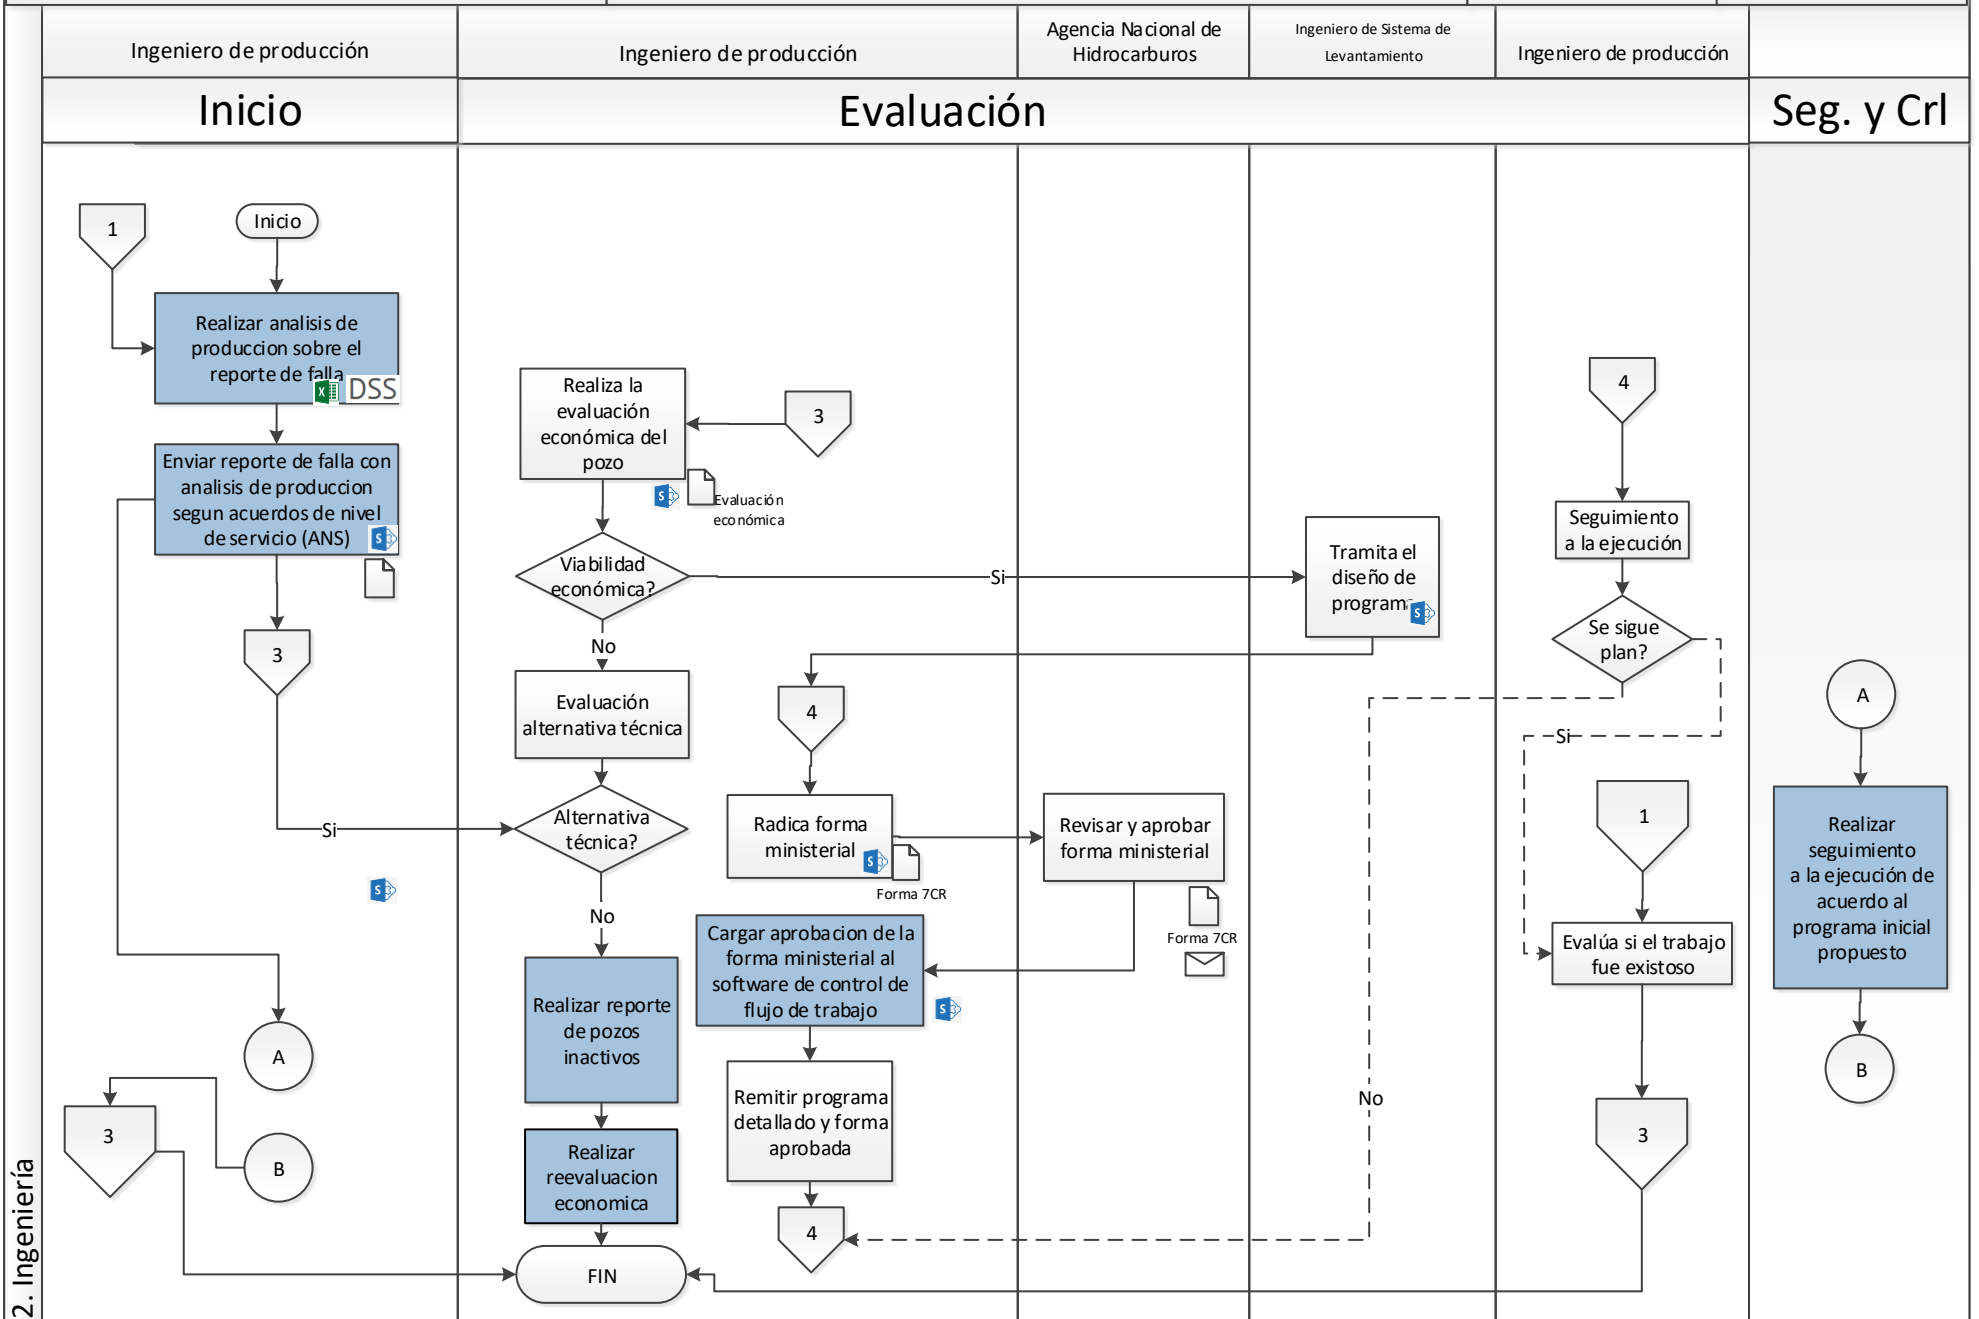 Ingeniero de producción
Ingeniero de producción
Agencia Nacional de
Hidrocarburos
Ingeniero de Sistema de
Levantamiento
Ingeniero de producción
Inicio
Evaluación
Seg. y Crl
2. Ingeniería
1
Inicio
Realizar analisis de
produccion sobre el
reporte de falla
DSS
Enviar reporte de falla con
analisis de produccion
segun acuerdos de nivel
de servicio (ANS)
3
Si
A
3
B
Realiza la
evaluación
económica del
pozo
3
Evaluación
económica
Viabilidad
económica?
Si
No
Evaluación
alternativa técnica
Alternativa
técnica?
No
Realizar reporte
de pozos
inactivos
Realizar
reevaluacion
economica
FIN
4
Radica forma
ministerial
Forma 7CR
Cargar aprobacion de la
forma ministerial al
software de control de
flujo de trabajo
Remitir programa
detallado y forma
aprobada
4
Revisar y aprobar
forma ministerial
Forma 7CR
Tramita el
diseño de
programa
No
4
Seguimiento
a la ejecución
Se sigue
plan?
Si
1
Evalúa si el trabajo
fue existoso
3
A
Realizar
seguimiento
a la ejecución de
acuerdo al
programa inicial
propuesto
B